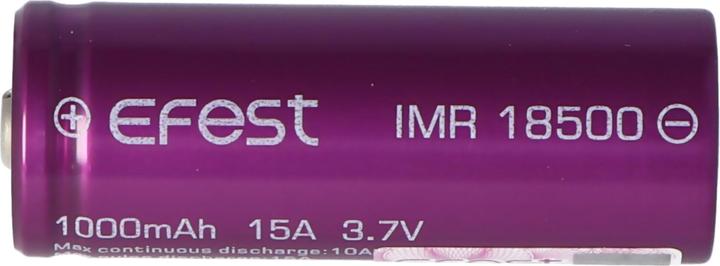 ⊕ EFEST IMR 18500 ⊖
1000mAh 15A 3.7V
Max continuous discharge:10A